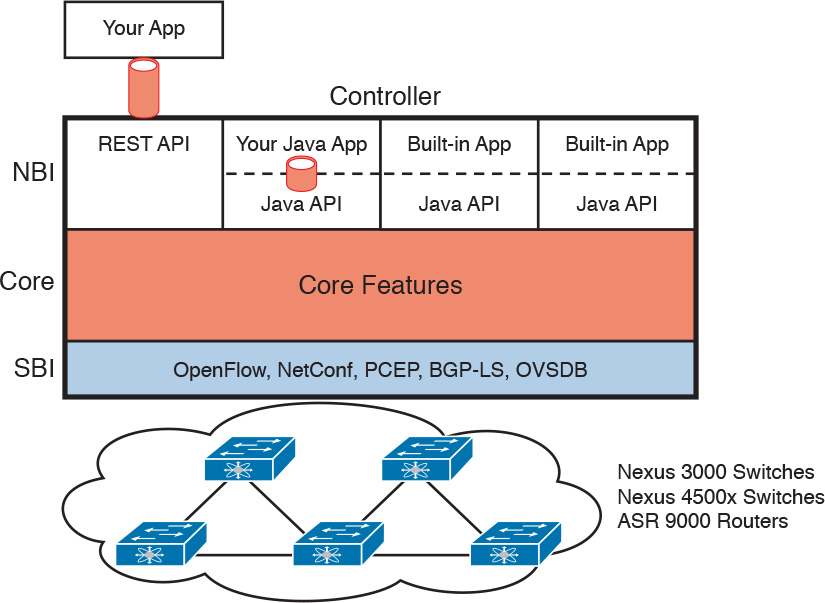 Your App
Controller
NBI
REST API
Your Java App
Java API
Built-in App
Java API
Built-in App
Java API
Core
Core Features
SBI
OpenFlow, NetConf, PCEP, BGP-LS, OVSDB
Nexus 3000 Switches
Nexus 4500x Switches
ASR 9000 Routers